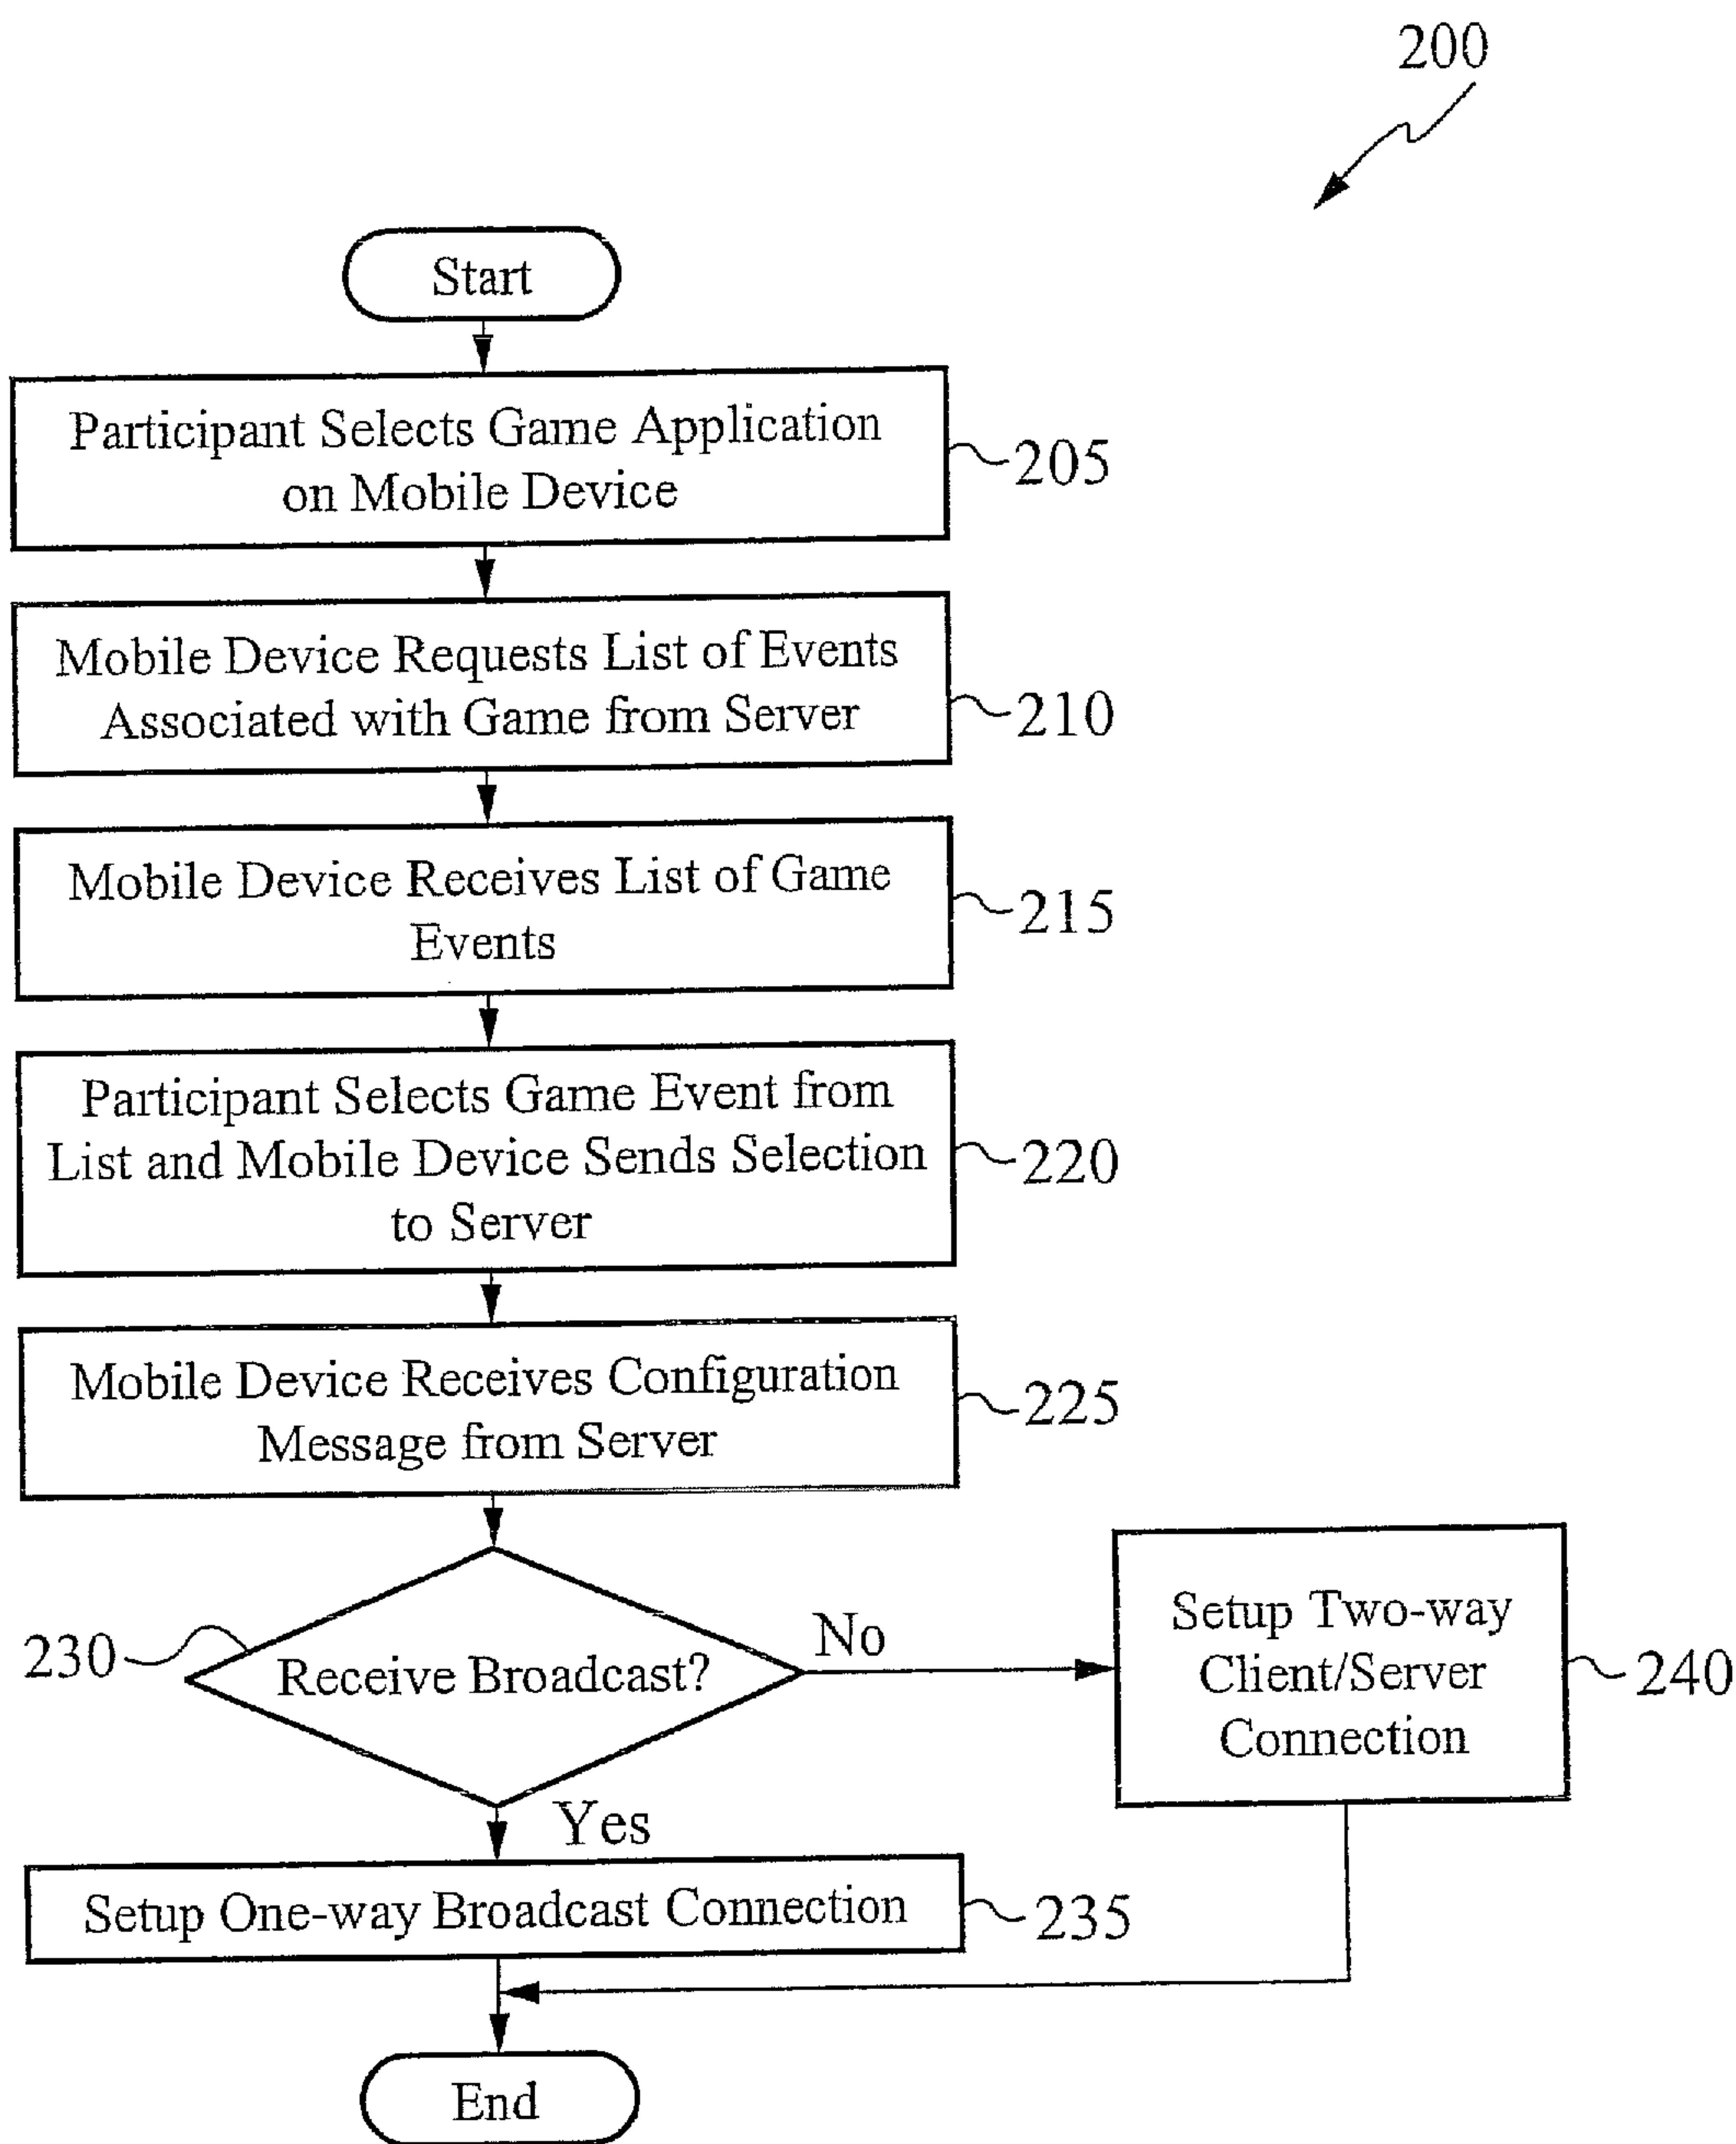 200
Start
Participant Selects Game Application
on Mobile Device
205
Mobile Device Requests List of Events
Associated with Game from Server
210
Mobile Device Receives List of Game
Events
215
Participant Selects Game Event from
List and Mobile Device Sends Selection
to Server
220
Mobile Device Receives Configuration
Message from Server
225
230
Receive Broadcast?
No
Setup Two-way
Client/Server
Connection
240
Yes
Setup One-way Broadcast Connection
235
End